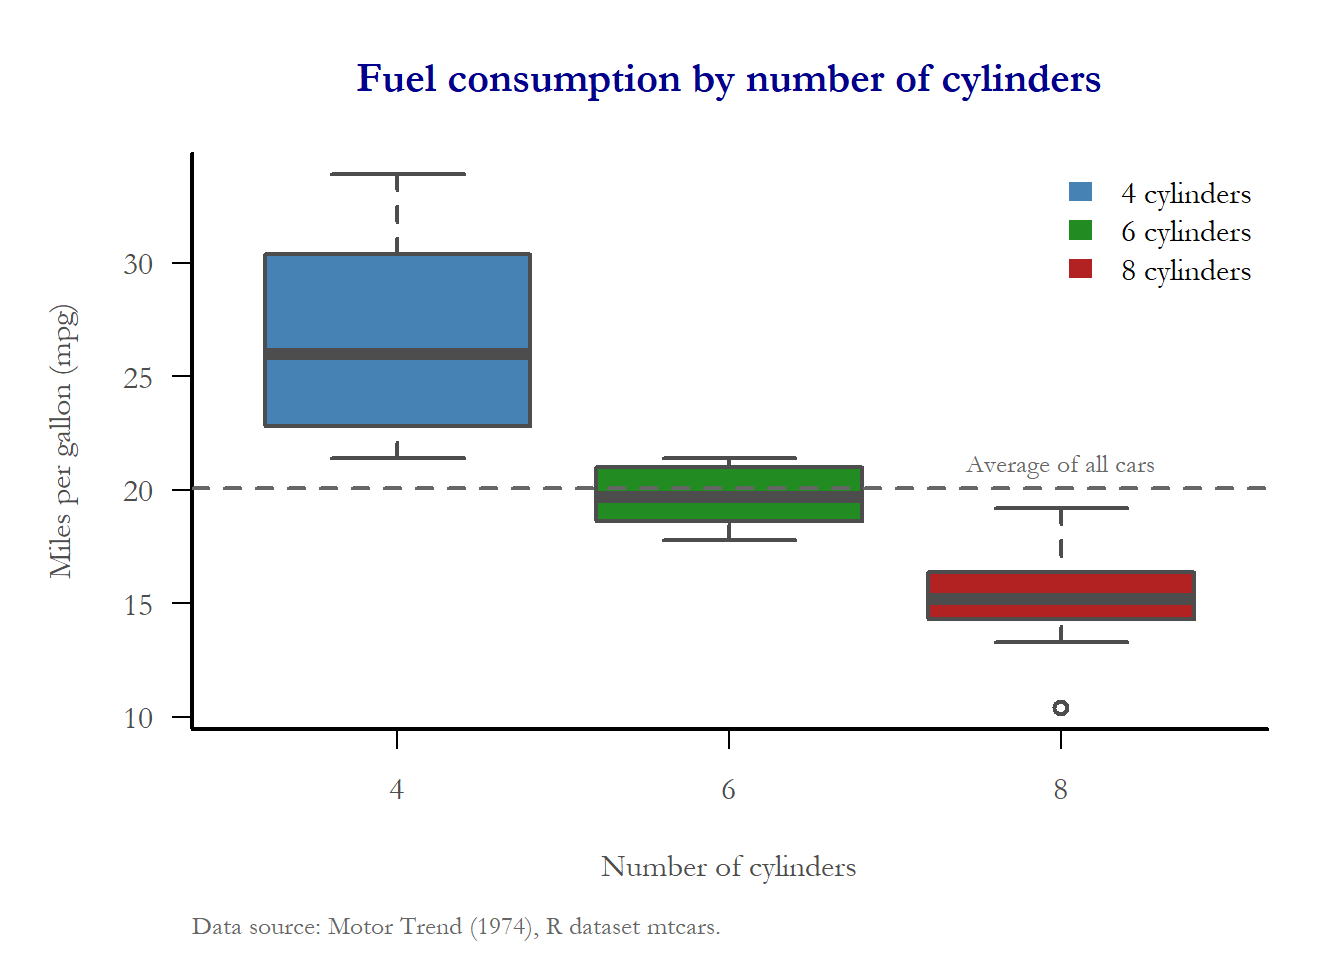 Fuel consumption by number of cylinders
4 cylinders
6 cylinders
8 cylinders
Miles per gallon (mpg)
30
25
20
15
10
Average of all cars
4
6
8
Number of cylinders
Data source: Motor Trend (1974), R dataset mtcars.